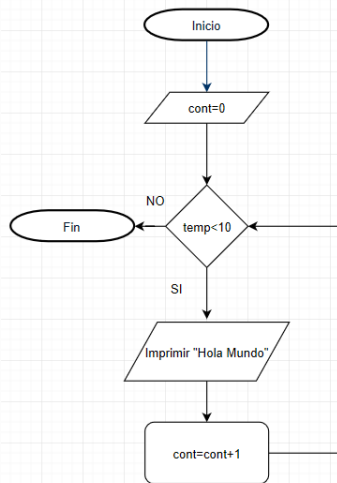 Inicio
cont=0
NO
temp<10
Fin
SI
Imprimir "Hola Mundo"
cont=cont+1